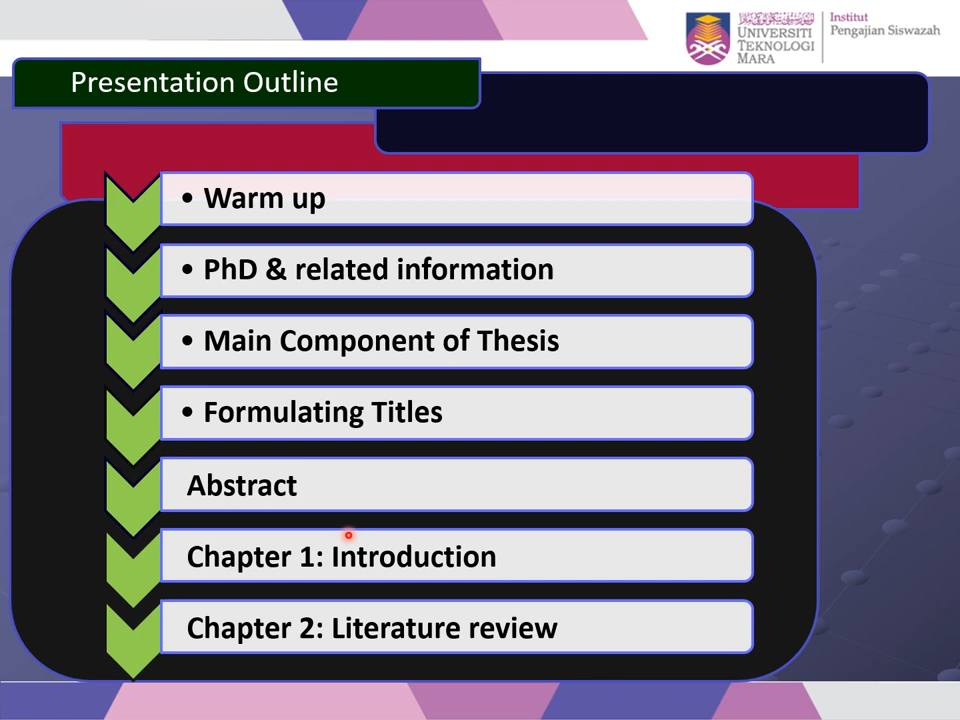 UNIVERSITI
TEKNOLOGI
MARA
Institut
Pengajian Siswazah
Presentation Outline
• Warm up
• PhD & related information
• Main Component of Thesis
• Formulating Titles
Abstract
Chapter 1: Introduction
Chapter 2: Literature review